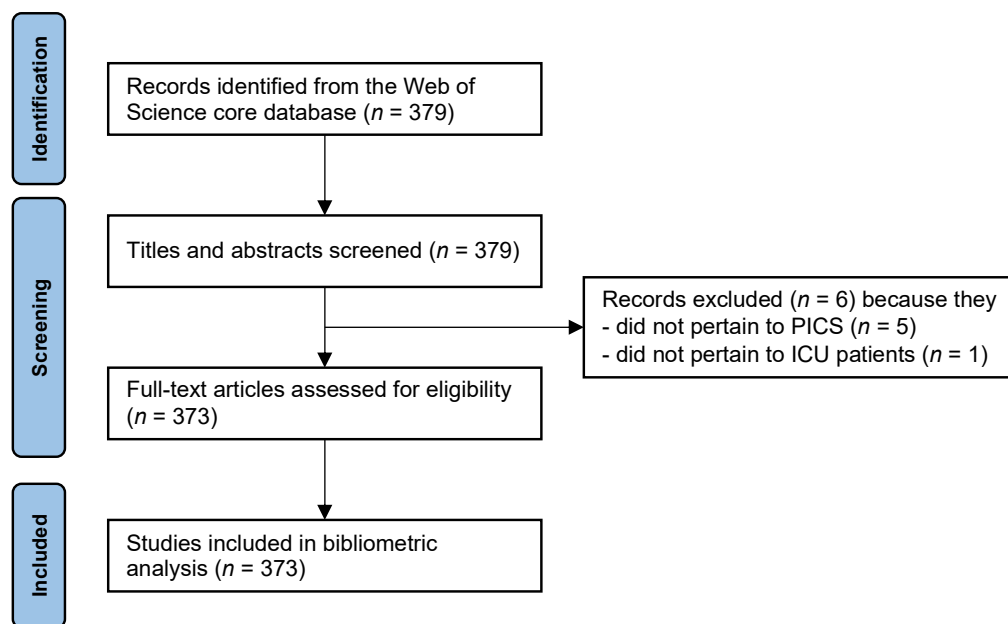 Identification
Records identified from the Web of
Science core database (n = 379)
Screening
Titles and abstracts screened (n = 379)
Records excluded (n = 6) because they
- did not pertain to PICS (n = 5)
- did not pertain to ICU patients (n = 1)
Full-text articles assessed for eligibility
(n = 373)
Included
Studies included in bibliometric
analysis (n = 373)